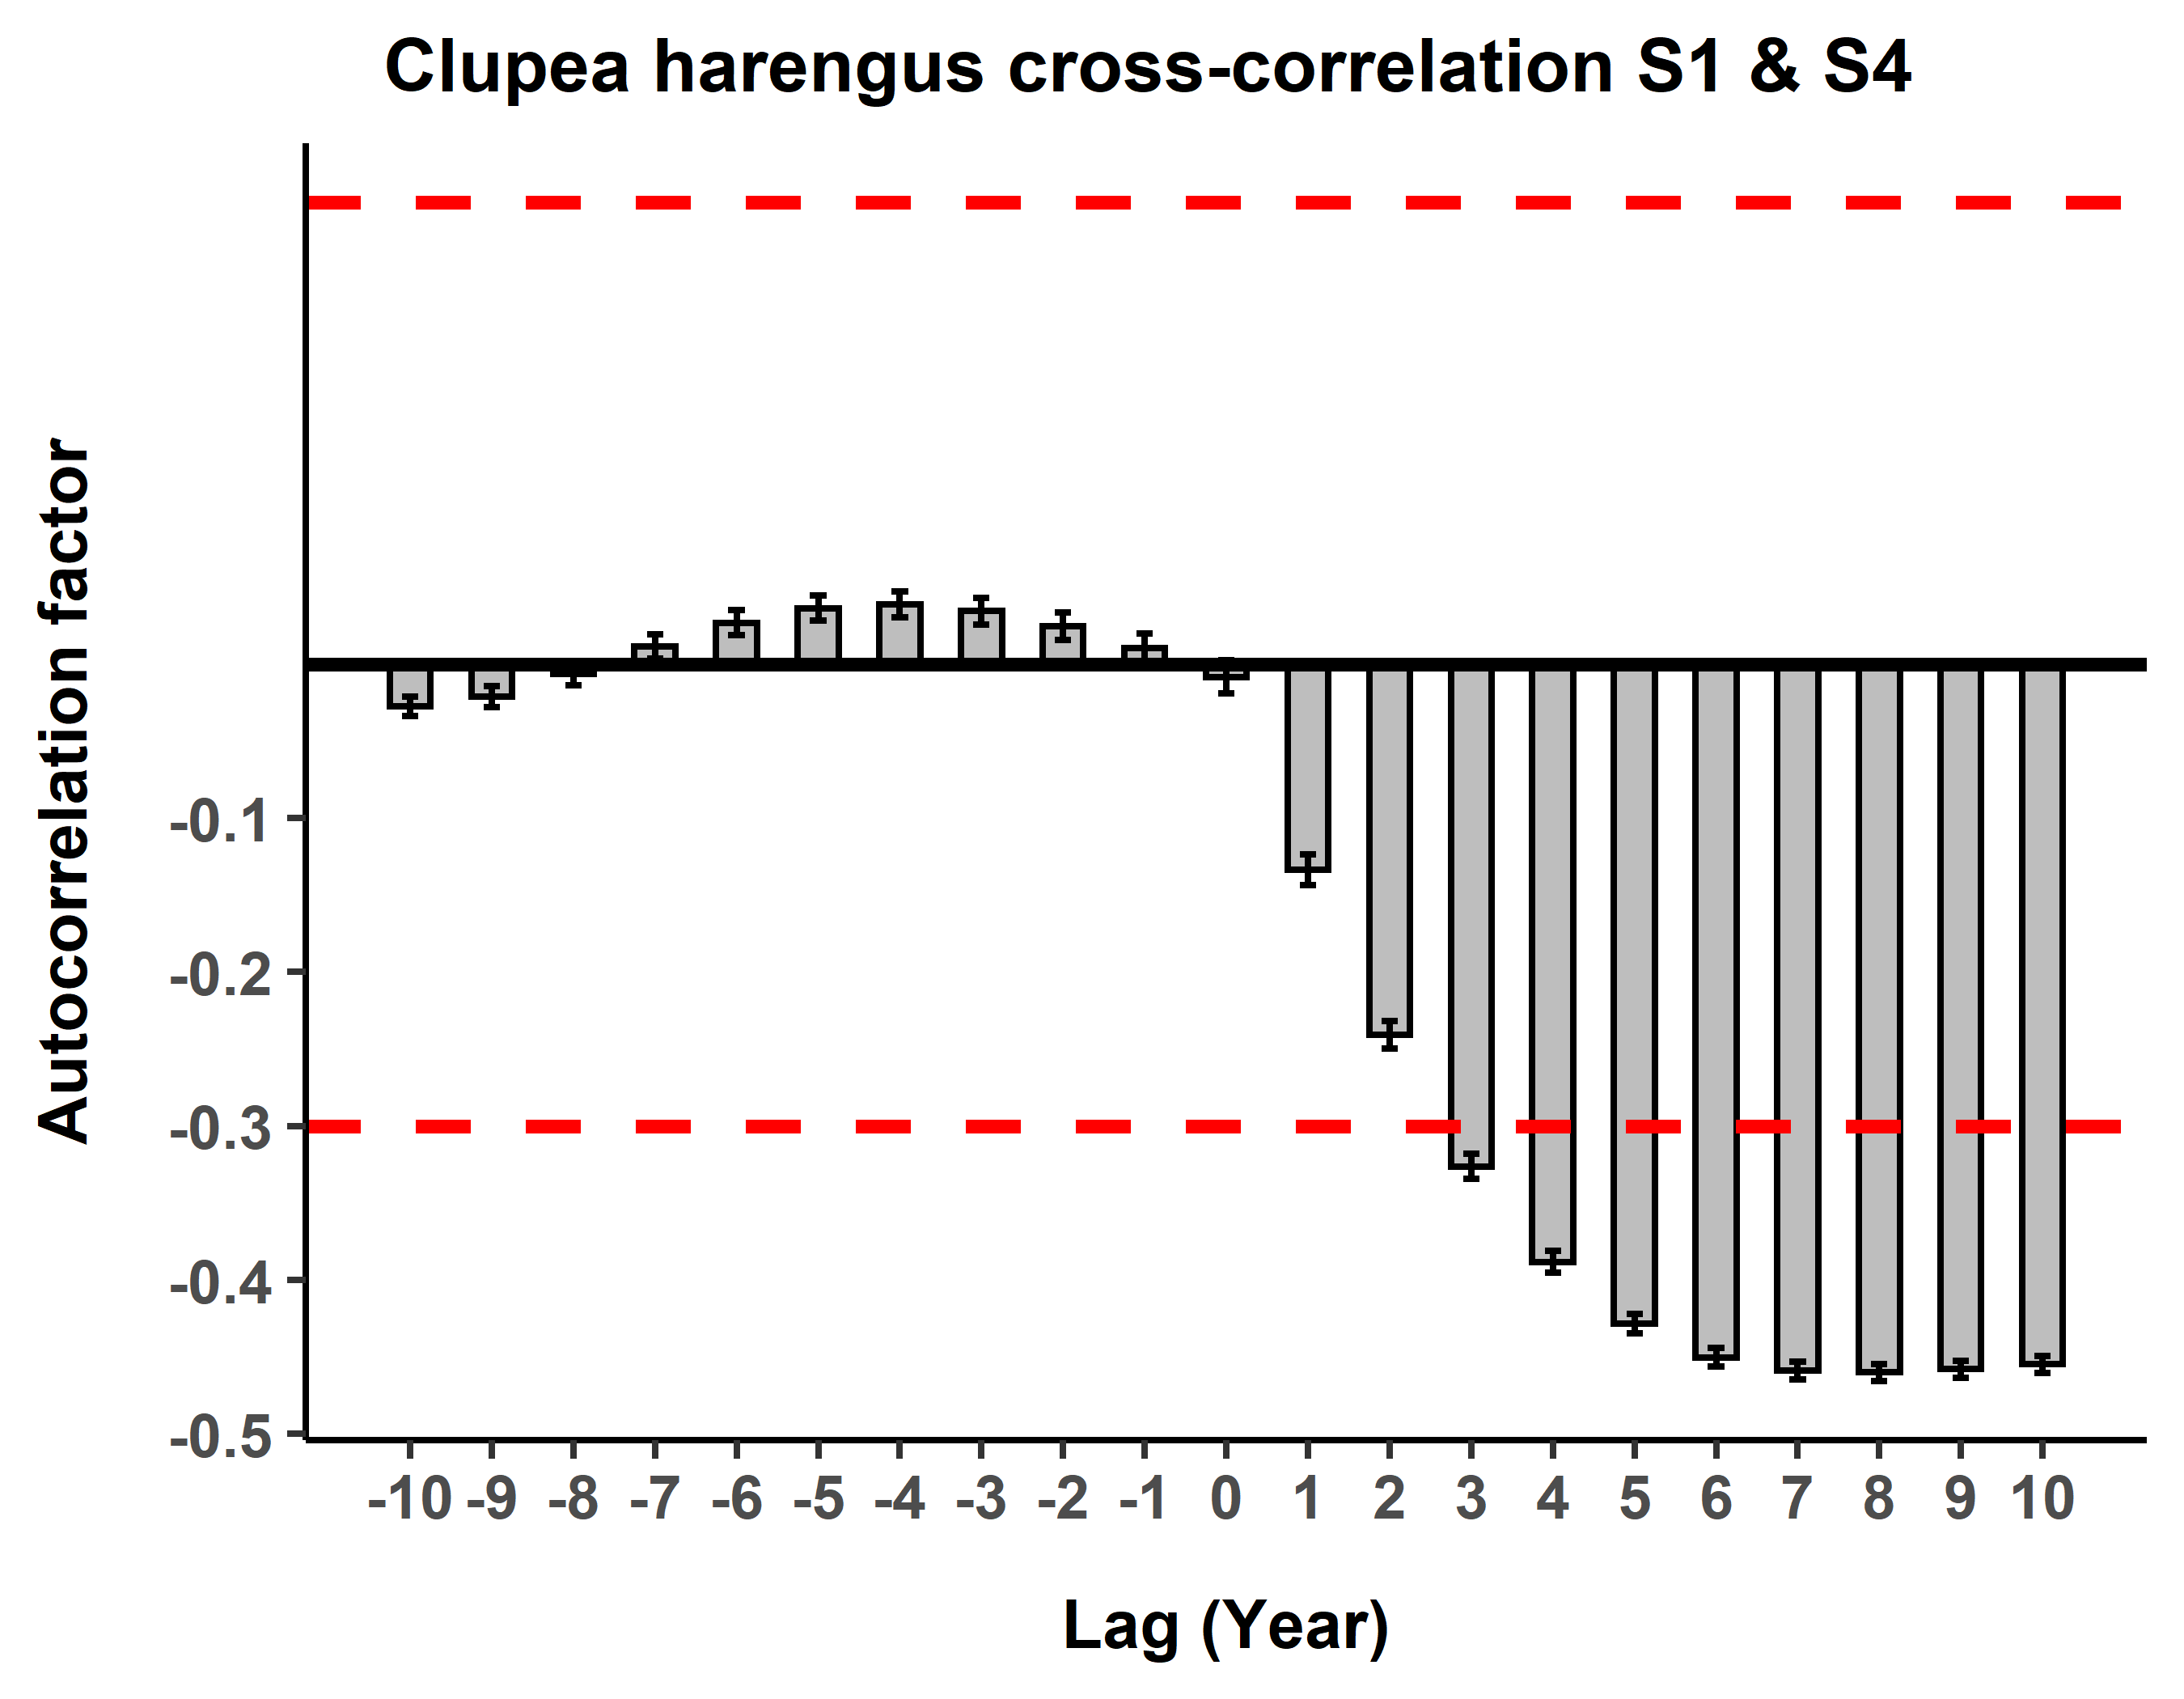 Clupea harengus cross-correlation S1 & S4
Autocorrelation factor
-0.1
-0.2
-0.3
-0.4
-0.5
-10 -9 -8 -7 -6 -5 -4 -3 -2 -1 0 1 2 3 4 5 6 7 8 9 10
Lag (Year)